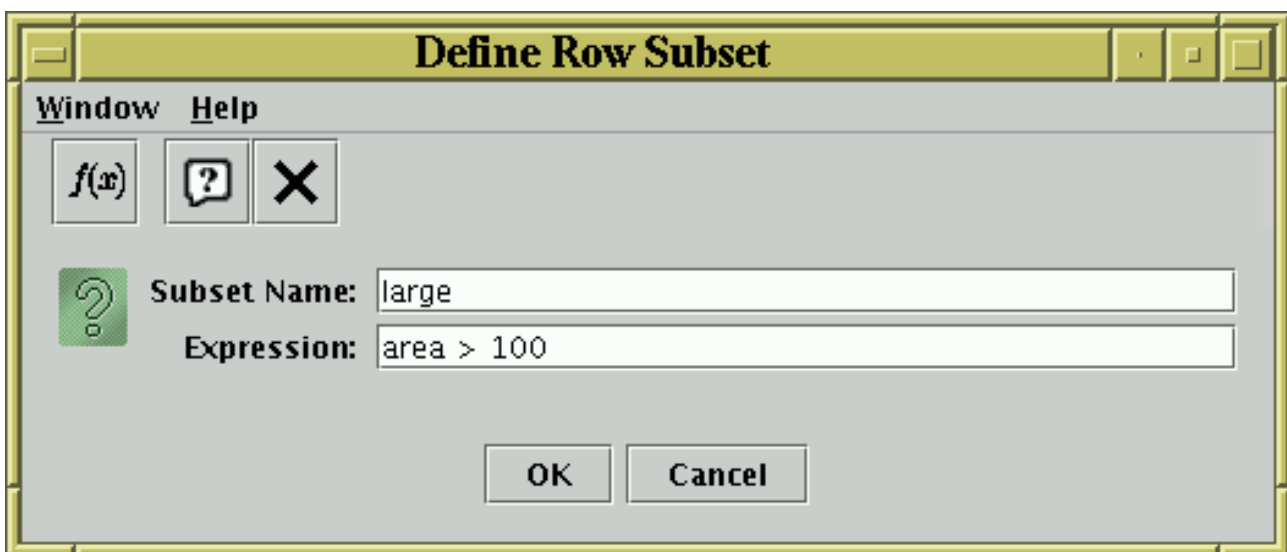 Define Row Subset
Window Help
f(x) ?
Subset Name: large
Expression: area > 100
OK Cancel